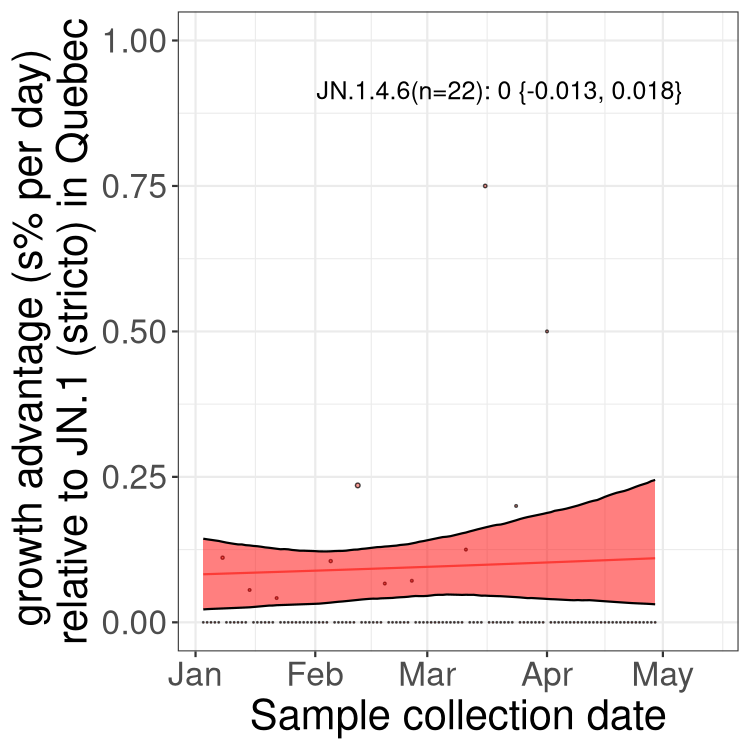 growth advantage (s% per day)
relative to JN.1 (stricto) in Quebec
1.00
0.75
0.50
0.25
0.00
JN.1.4.6(n=22): 0 {-0.013, 0.018}
Jan Feb Mar Apr May
Sample collection date